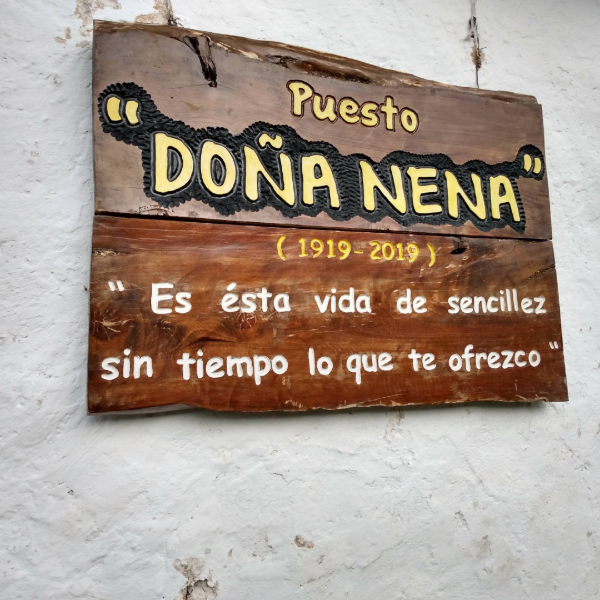 Puesto
"DOÑA NENA"
(1919-2019)
"Es ésta vida de sencillez
sin tiempo lo que te ofrezco"